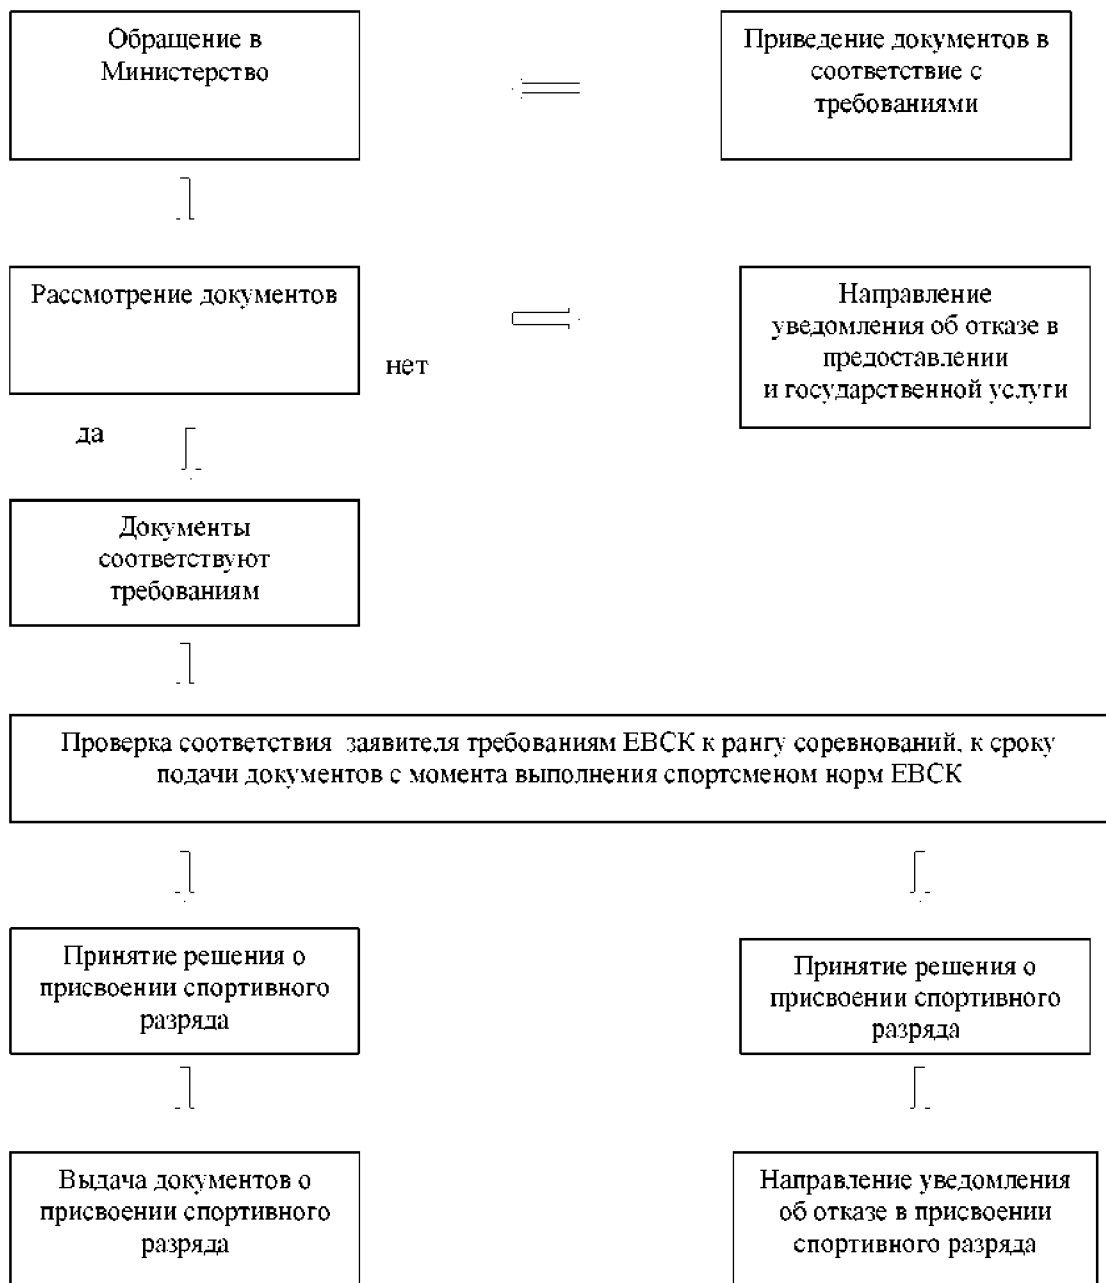 Обращение в
Министерство
Приведение документов в
соответствие с
требованиями
Рассмотрение документов
нет
Направление
уведомления об отказе в
предоставлении
и государственной услуги
да
Документы
соответствуют
требованиям
Проверка соответствия заявителя требованиям ЕВСК к рангу соревнований, к сроку
подачи документов с момента выполнения спортсменом норм ЕВСК
Принятие решения о
присвоении спортивного
разряда
Принятие решения о
присвоении спортивного
разряда
Выдача документов о
присвоении спортивного
разряда
Направление уведомления
об отказе в присвоении
спортивного разряда